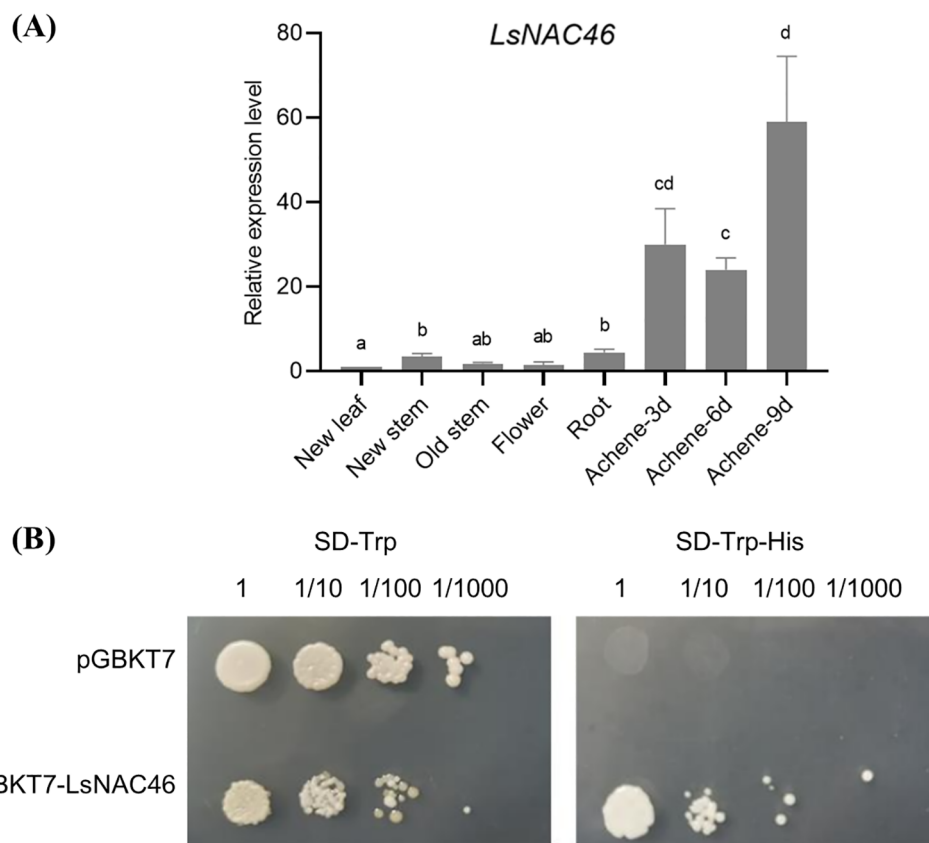 (A)
LsNAC46
Relative expression level
80
60
40
20
0
a
b
ab
ab
b
cd
c
d
New leaf
New stem
Old stem
Flower
Root
Achene-3d
Achene-6d
Achene-9d
(B)
SD-Trp
SD-Trp-His
1 1/10 1/100 1/1000
1 1/10 1/100 1/1000
pGBKT7
BKT7-LsNAC46